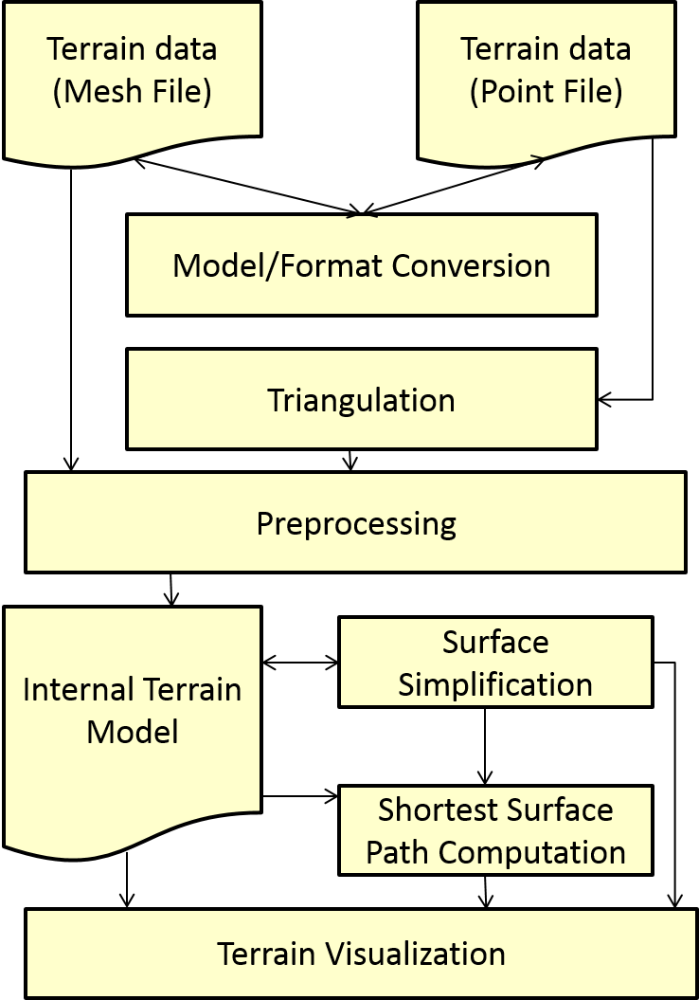 Terrain data
(Mesh File)
Terrain data
(Point File)
Model/Format Conversion
Triangulation
Preprocessing
Internal Terrain
Model
Surface
Simplification
Shortest Surface
Path Computation
Terrain Visualization